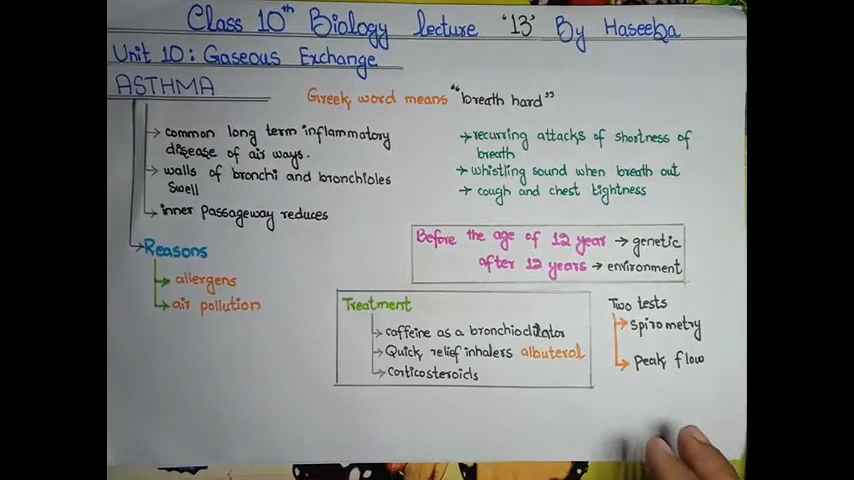 Class 10th Biology lecture '13' By Haseeba
Unit 10: Gaseous Exchange
ASTHMA
Greek word means "breath hard"
common long term inflammatory
disease of air ways.
walls of bronchi and bronchioles
swell
inner passageway reduces
recurring attacks of shortness of
breath
whistling sound when breath out
cough and chest tightness
Reasons
allergens
air pollution
Before the age of 12 year → genetic
after 12 years → environment
Treatment
caffeine as a bronchiodilator
Quick relief inhalers albuterol
corticosteroids
Two tests
spirometry
peak flow